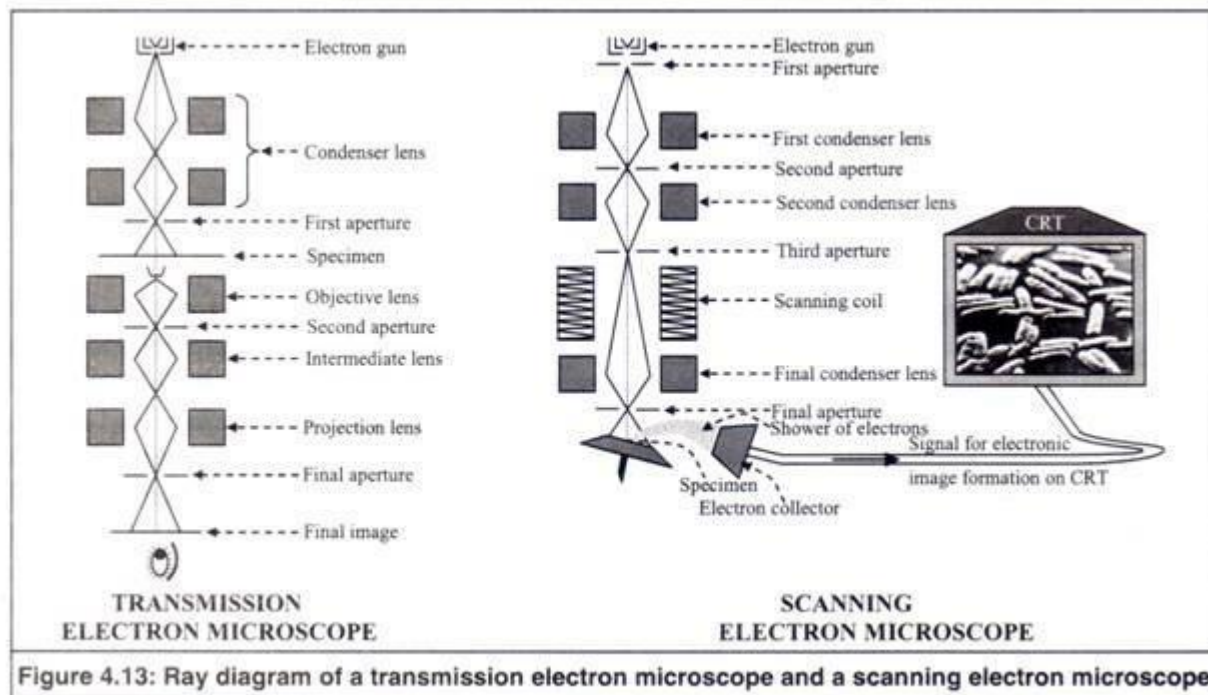 Electron gun
Condenser lens
First aperture
Specimen
Objective lens
Second aperture
Intermediate lens
Projection lens
Final aperture
Final image
TRANSMISSION
ELECTRON MICROSCOPE
Electron gun
First aperture
First condenser lens
Second aperture
Second condenser lens
Third aperture
Scanning coil
Final condenser lens
Final aperture
Shower of electrons
Specimen
Electron collector
CRT
Signal for electronic
image formation on CRT
SCANNING
ELECTRON MICROSCOPE
Figure 4.13: Ray diagram of a transmission electron microscope and a scanning electron microscope